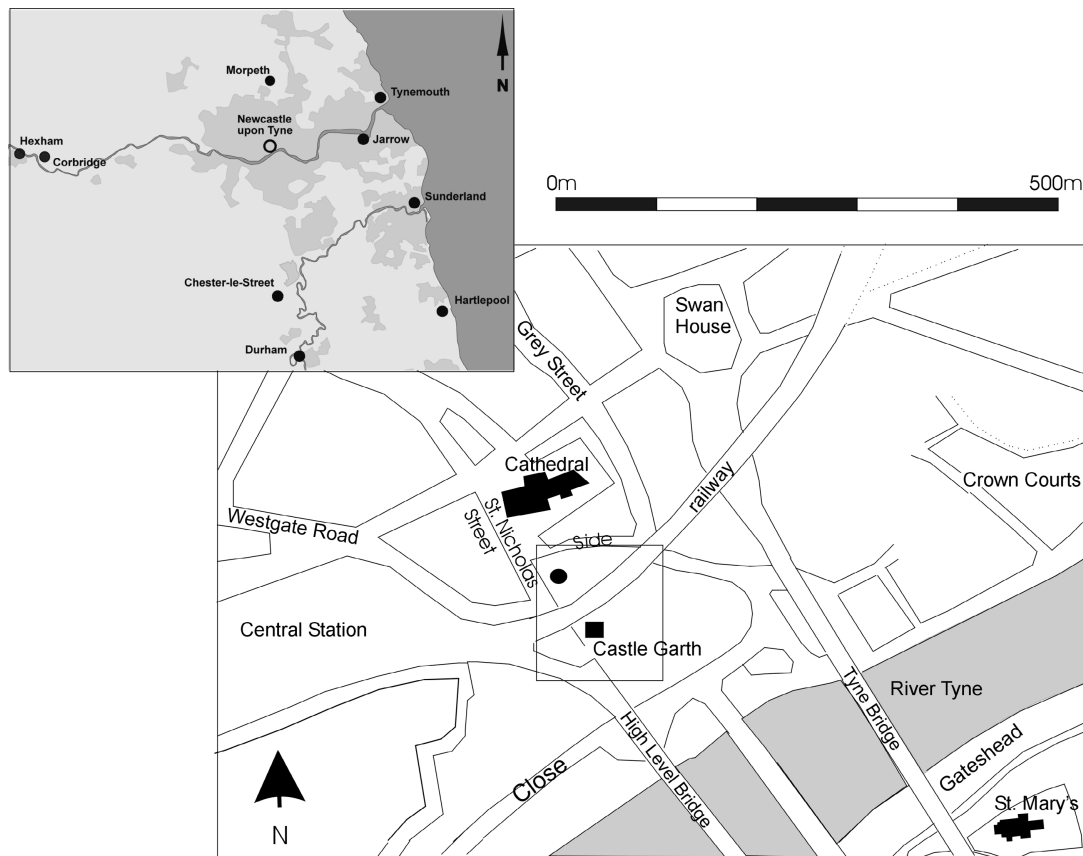 Morpeth
N
Tynemouth
Newcastle
upon Tyne
Hexham
Corbridge
Jarrow
Sunderland
Chester-le-Street
Hartlepool
Durham
0m
500m
Swan
House
Grey Street
Cathedral
railway
Crown Courts
Westgate Road
St. Nicholas
Street
Side
Central Station
Castle Garth
River Tyne
Tyne Bridge
High Level Bridge
Close
Gateshead
St. Mary's
N